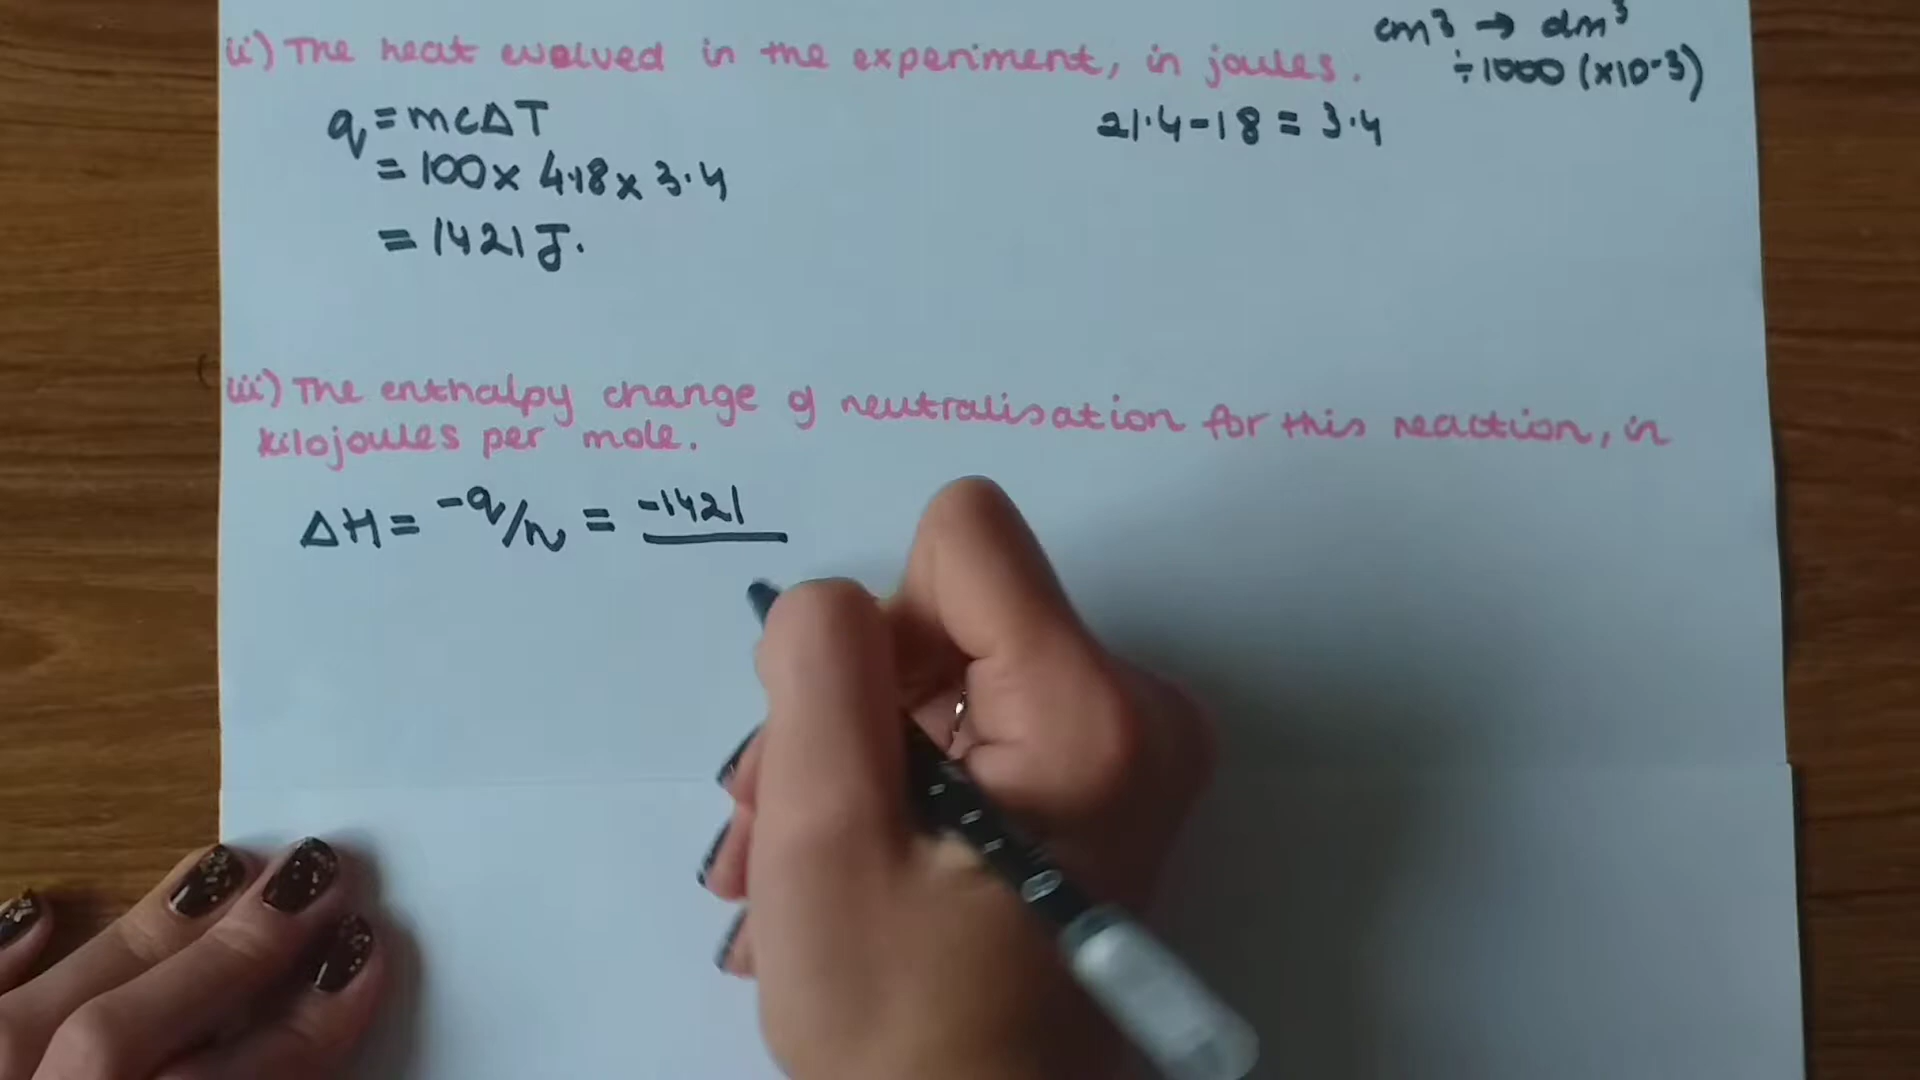 cm³ → dm³
ii) The heat evolved in the experiment, in joules.
÷1000 (x10-3)
q = mcΔT
21.4-18 = 3.4
= 100 x 4.18 x 3.4
= 1421 J.
iii) The enthalpy change of neutralisation for this reaction, in
kilojoules per mole.
ΔH = -q/n = -1421